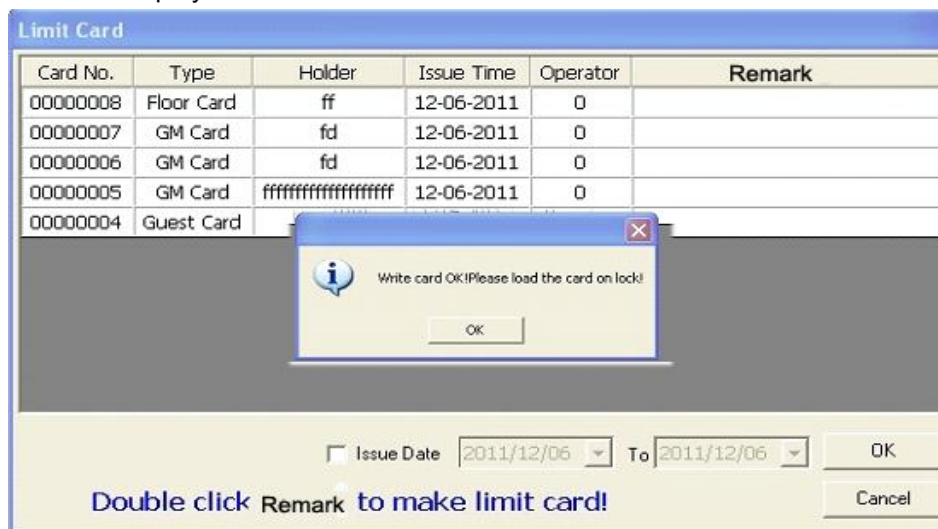 Limit Card
Card No. Type Holder Issue Time Operator Remark
00000008 Floor Card ff 12-06-2011 0
00000007 GM Card fd 12-06-2011 0
00000006 GM Card fd 12-06-2011 0
00000005 GM Card ffffffffffffffffffff 12-06-2011 0
00000004 Guest Card
Write card OK!Please load the card on lock!
OK
Issue Date 2011/12/06 To 2011/12/06 OK
Double click Remark to make limit card! Cancel